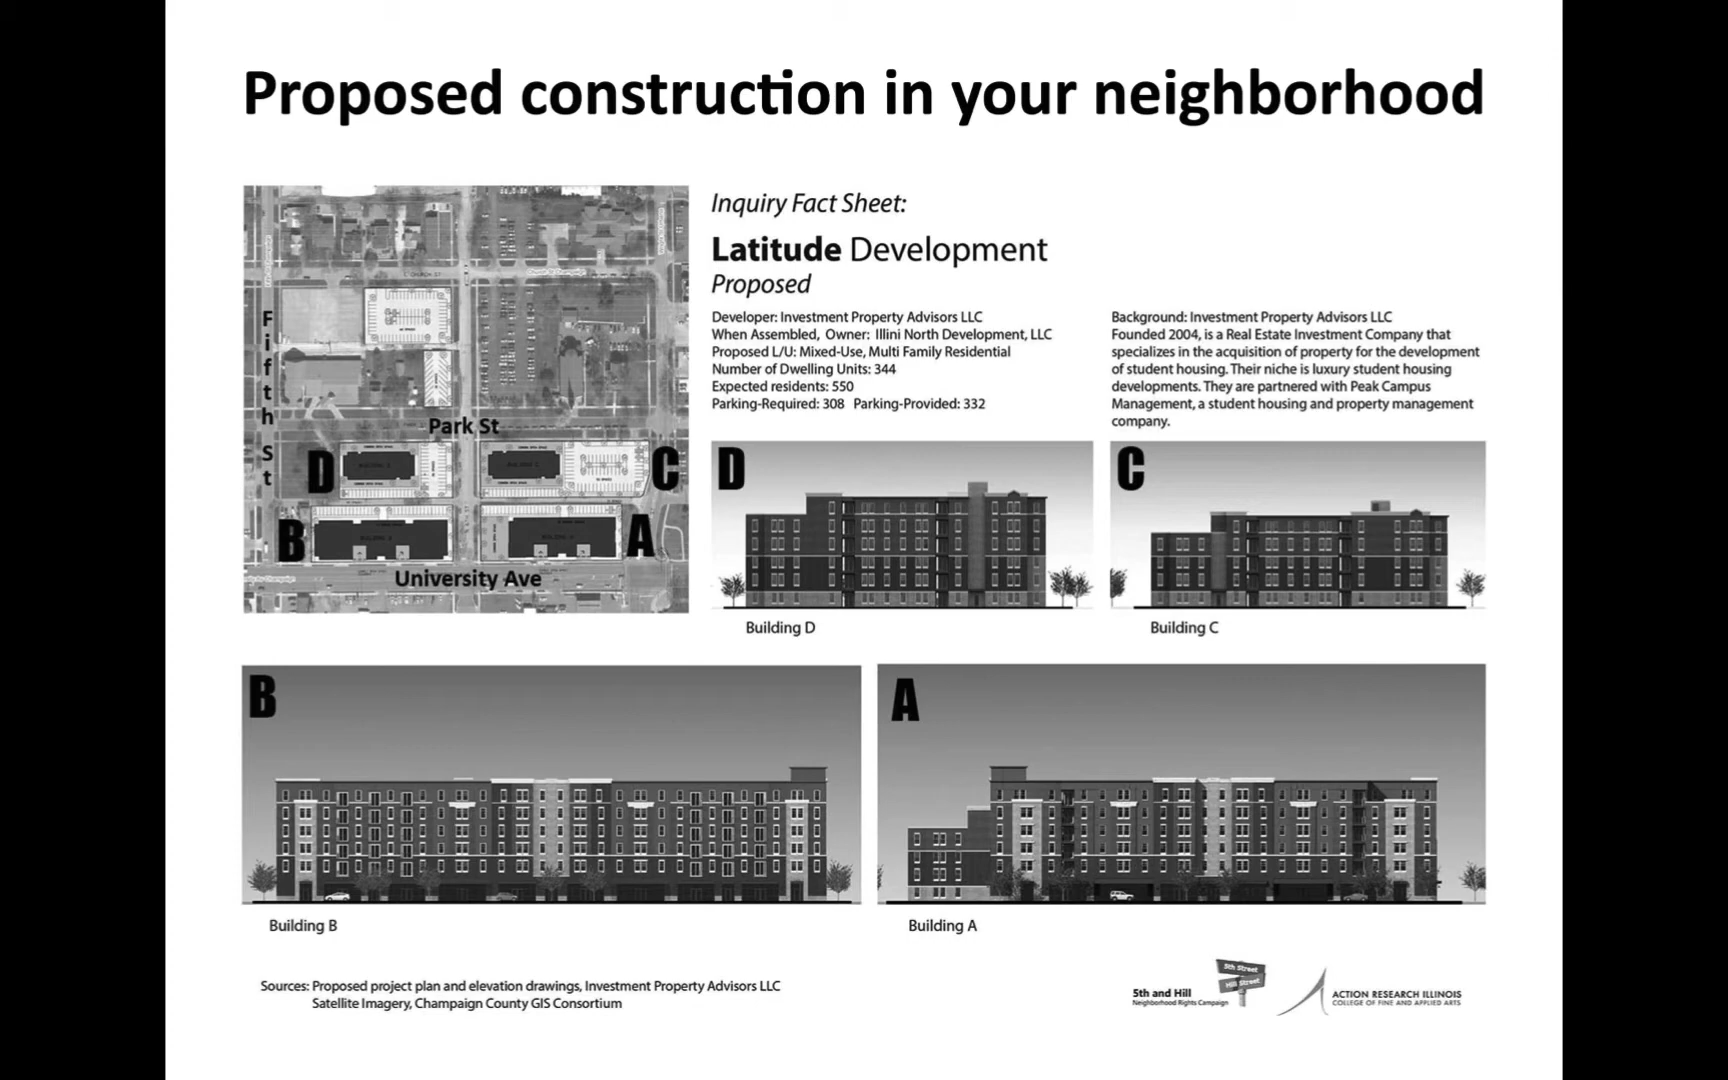 Proposed construction in your neighborhood
Fifth St
Park St
D
C
B
A
University Ave
Inquiry Fact Sheet:
Latitude Development
Proposed
Developer: Investment Property Advisors LLC
When Assembled, Owner: Illini North Development, LLC
Proposed L/U: Mixed-Use, Multi Family Residential
Number of Dwelling Units: 344
Expected residents: 550
Parking-Required: 308 Parking-Provided: 332
Background: Investment Property Advisors LLC
Founded 2004, is a Real Estate Investment Company that
specializes in the acquisition of property for the development
of student housing. Their niche is luxury student housing
developments. They are partnered with Peak Campus
Management, a student housing and property management
company.
D
Building D
C
Building C
B
Building B
A
Building A
Sources: Proposed project plan and elevation drawings, Investment Property Advisors LLC
Satellite Imagery, Champaign County GIS Consortium
5th and Hill
Neighborhood Rights Campaign
5th Street
Hill Street
ACTION RESEARCH ILLINOIS
COLLEGE OF FINE AND APPLIED ARTS